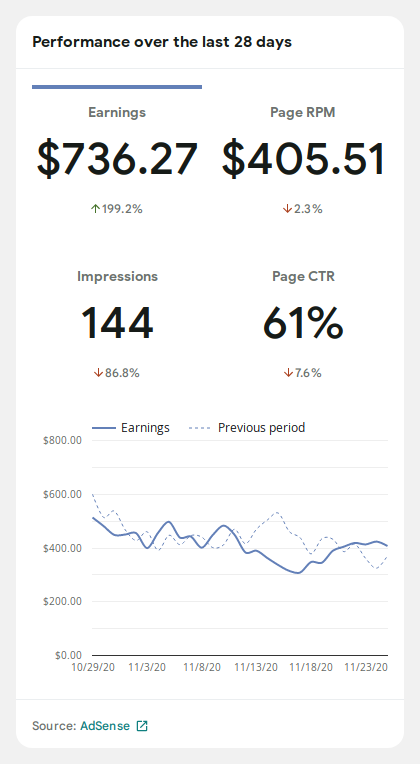 Performance over the last 28 days
Earnings
Page RPM
$736.27
$405.51
↑199.2%
↓2.3%
Impressions
Page CTR
144
61%
↓86.8%
↓7.6%
Earnings
Previous period
$800.00
$600.00
$400.00
$200.00
$0.00
10/29/20 11/3/20 11/8/20 11/13/20 11/18/20 11/23/20
Source: AdSense